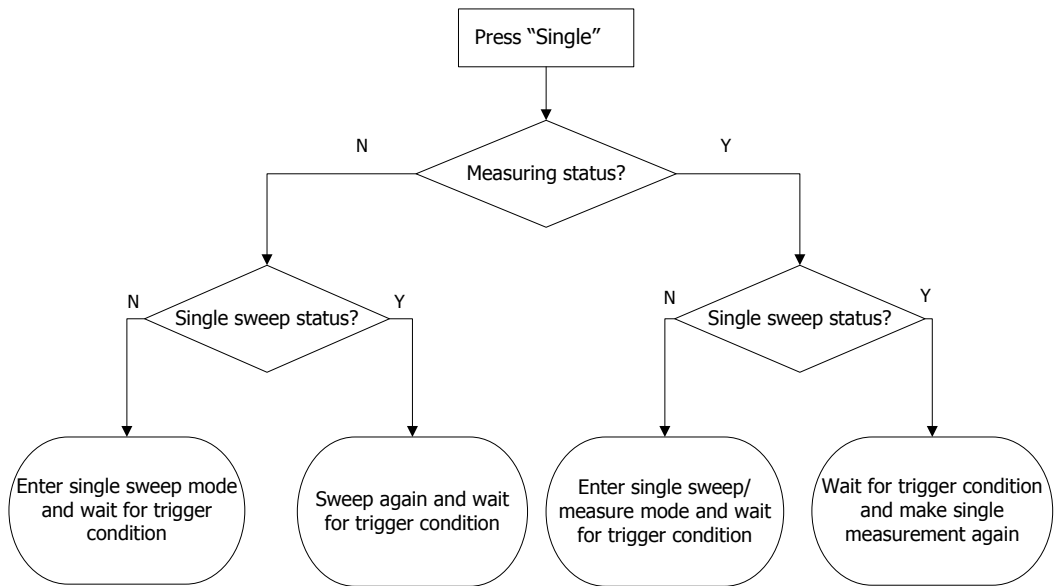 Press “Single”
N
Y
Measuring status?
N
Y
N
Y
Single sweep status?
Single sweep status?
Enter single sweep mode
and wait for trigger
condition
Sweep again and wait
for trigger condition
Enter single sweep/
measure mode and wait
for trigger condition
Wait for trigger condition
and make single
measurement again